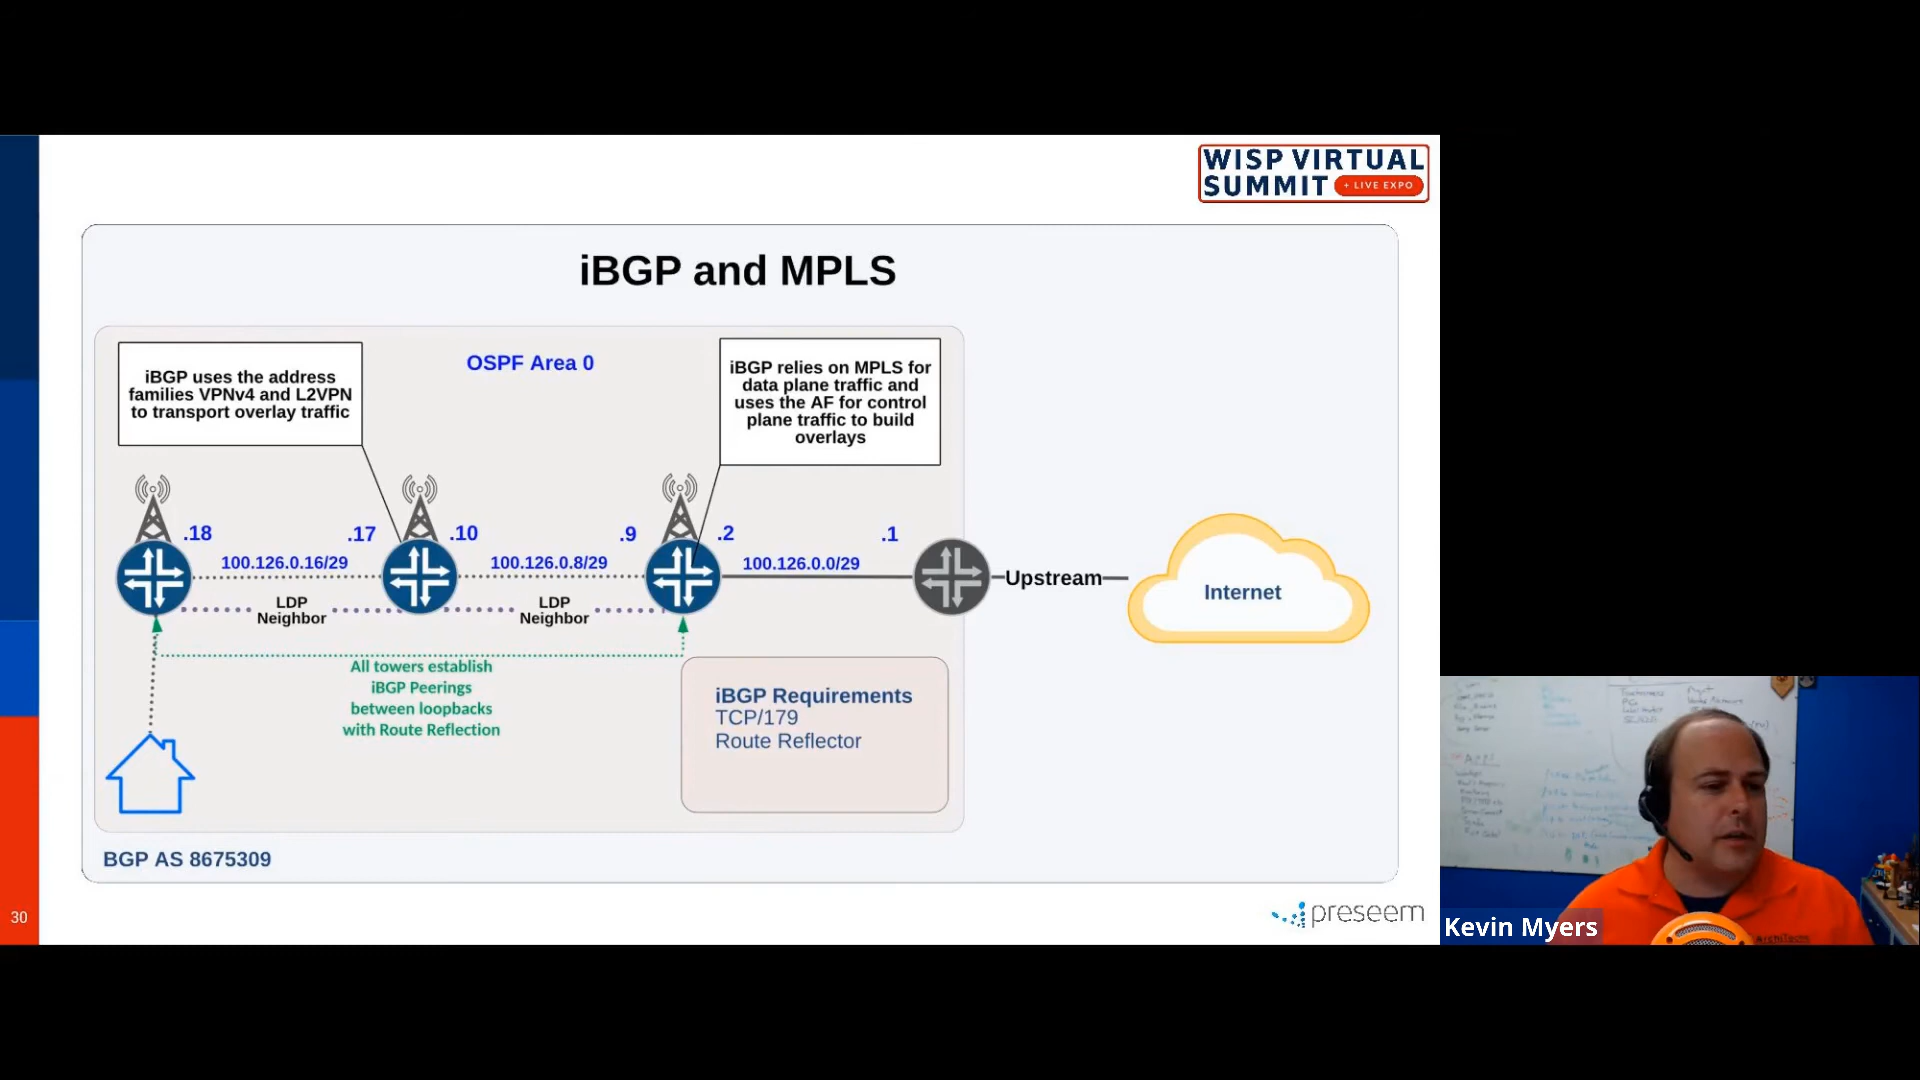 WISP VIRTUAL
SUMMIT + LIVE EXPO
iBGP and MPLS
iBGP uses the address
families VPNv4 and L2VPN
to transport overlay traffic
OSPF Area 0
iBGP relies on MPLS for
data plane traffic and
uses the AF for control
plane traffic to build
overlays
.18
.17
.10
.9
.2
.1
100.126.0.16/29
100.126.0.8/29
100.126.0.0/29
Upstream
Internet
LDP
Neighbor
LDP
Neighbor
All towers establish
iBGP Peerings
between loopbacks
with Route Reflection
iBGP Requirements
TCP/179
Route Reflector
BGP AS 8675309
30
preseem
Kevin Myers